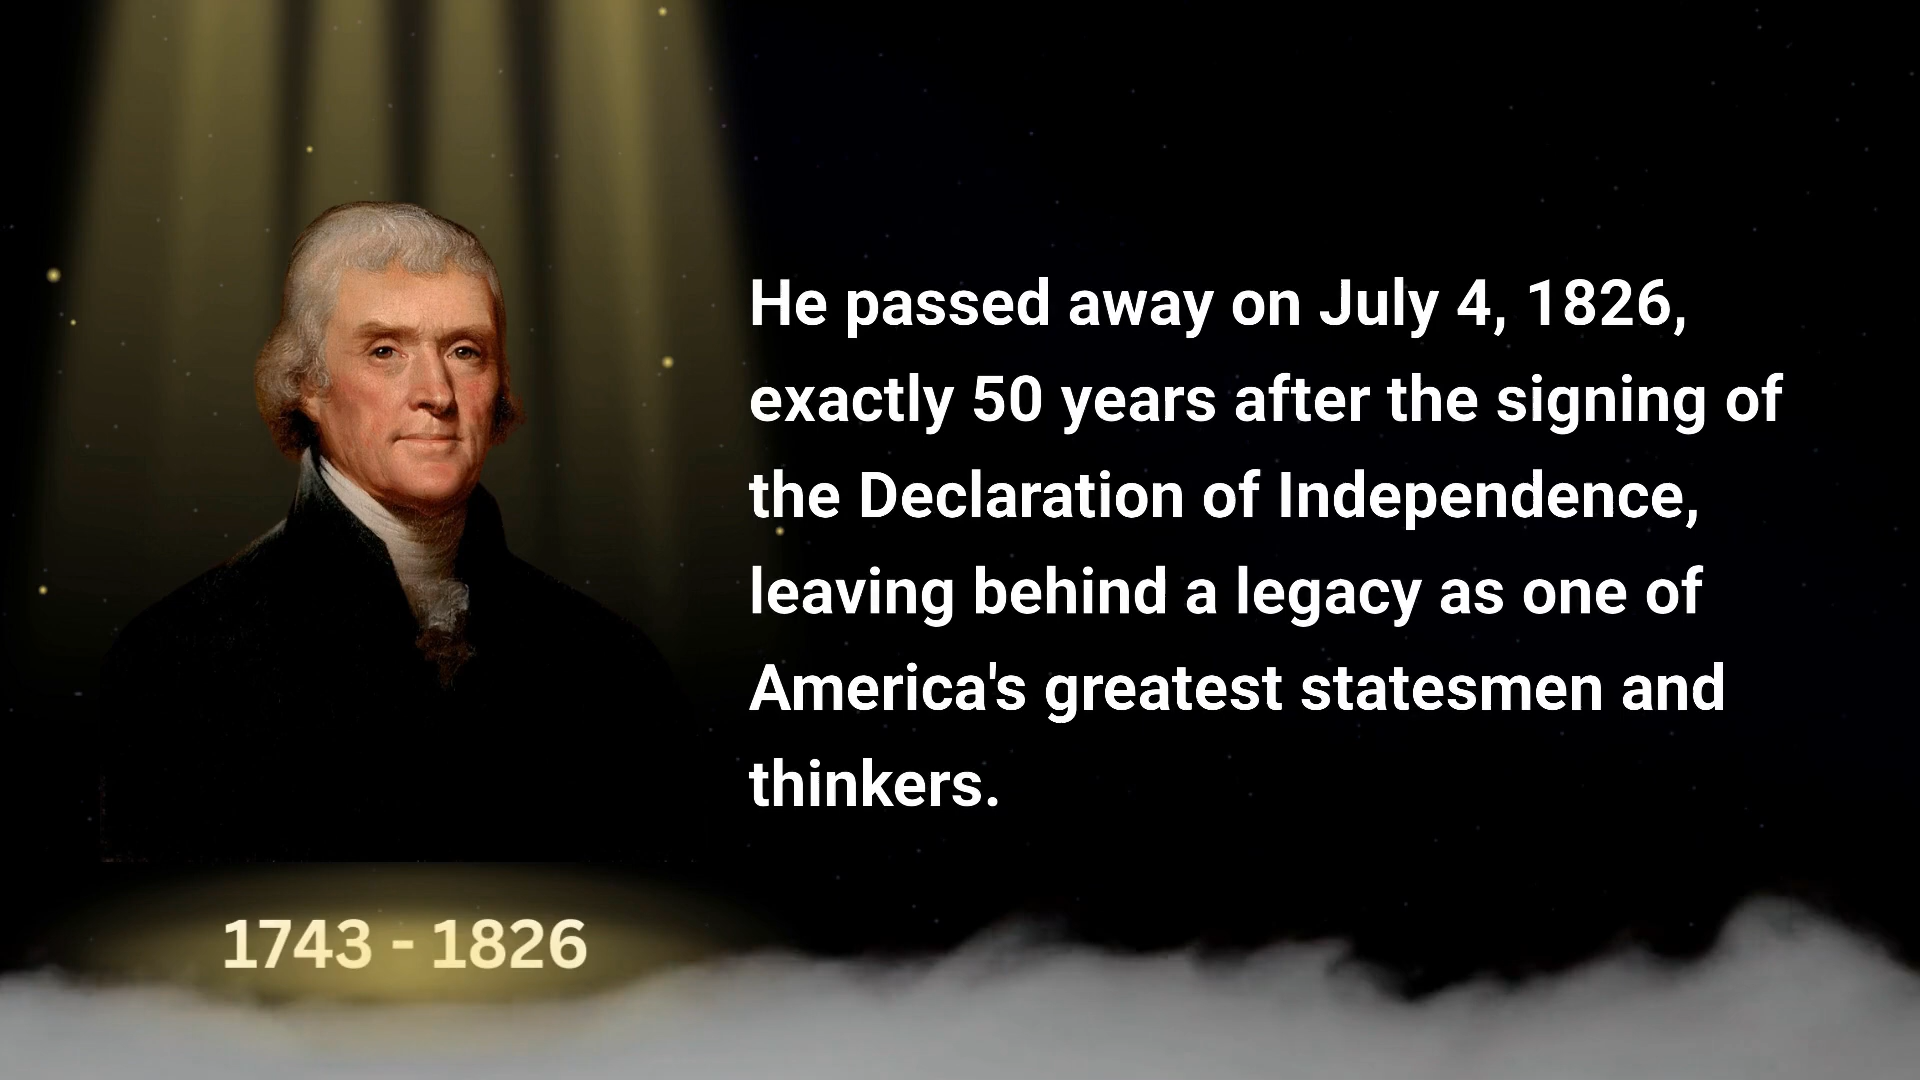 He passed away on July 4, 1826,
exactly 50 years after the signing of
the Declaration of Independence,
leaving behind a legacy as one of
America's greatest statesmen and
thinkers.
1743 - 1826